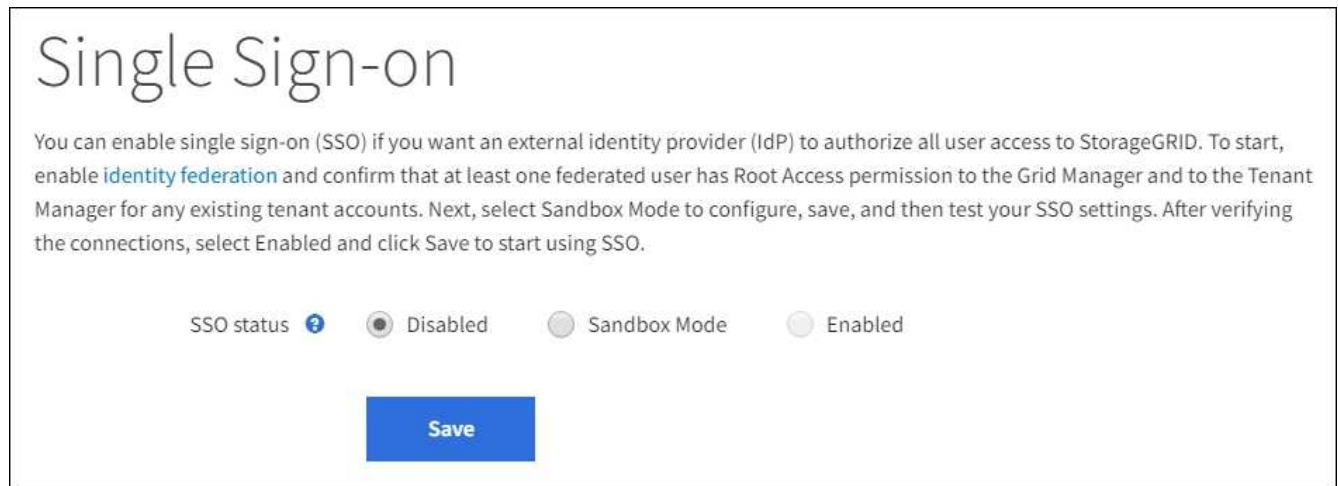 Single Sign-on
You can enable single sign-on (SSO) if you want an external identity provider (IdP) to authorize all user access to StorageGRID. To start,
enable identity federation and confirm that at least one federated user has Root Access permission to the Grid Manager and to the Tenant
Manager for any existing tenant accounts. Next, select Sandbox Mode to configure, save, and then test your SSO settings. After verifying
the connections, select Enabled and click Save to start using SSO.
SSO status ? Disabled Sandbox Mode Enabled
Save